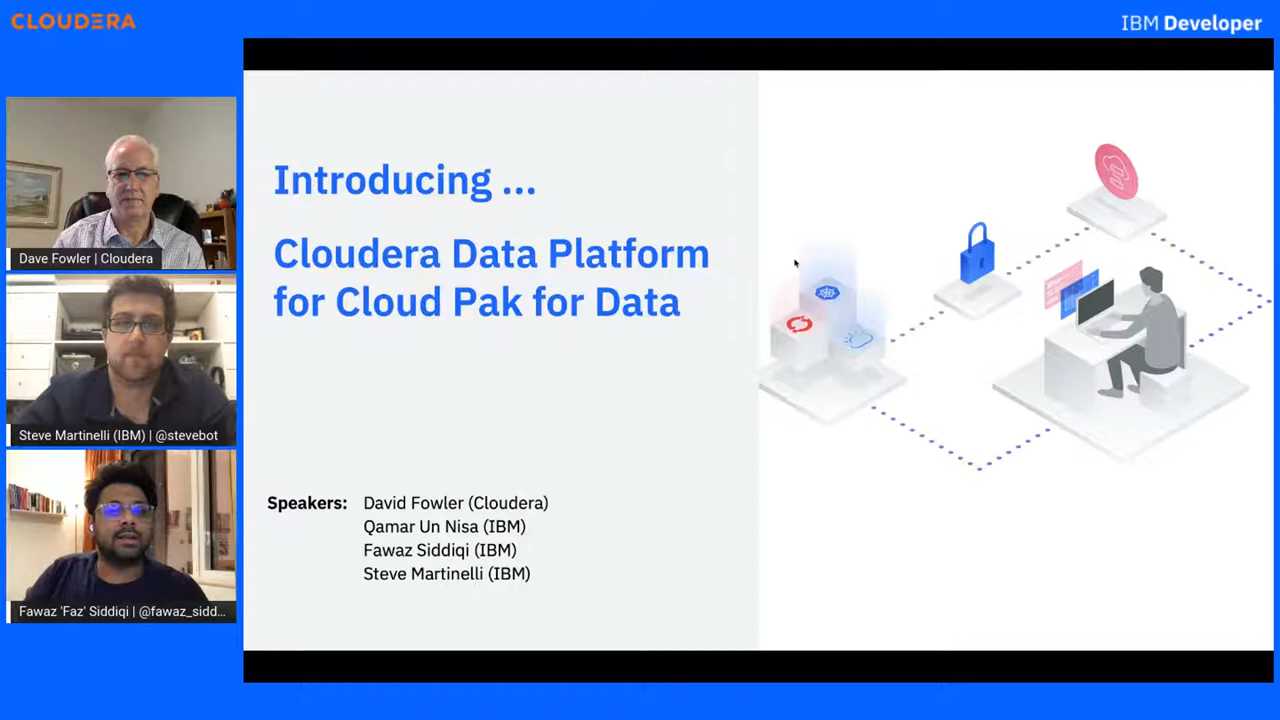 CLOUDERA
IBM Developer
Dave Fowler | Cloudera
Steve Martinelli (IBM) | @stevebot
Fawaz 'Faz' Siddiqi | @fawaz_sidd...
Introducing ...
Cloudera Data Platform
for Cloud Pak for Data
Speakers: David Fowler (Cloudera)
Qamar Un Nisa (IBM)
Fawaz Siddiqi (IBM)
Steve Martinelli (IBM)